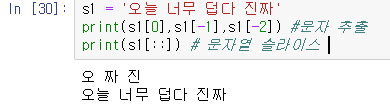 In [30]: s1 = '오늘 너무 덥다 진짜'
print(s1[0],s1[-1],s1[-2]) #문자 추출
print(s1[::]) # 문자열 슬라이스
오 짜 진
오늘 너무 덥다 진짜